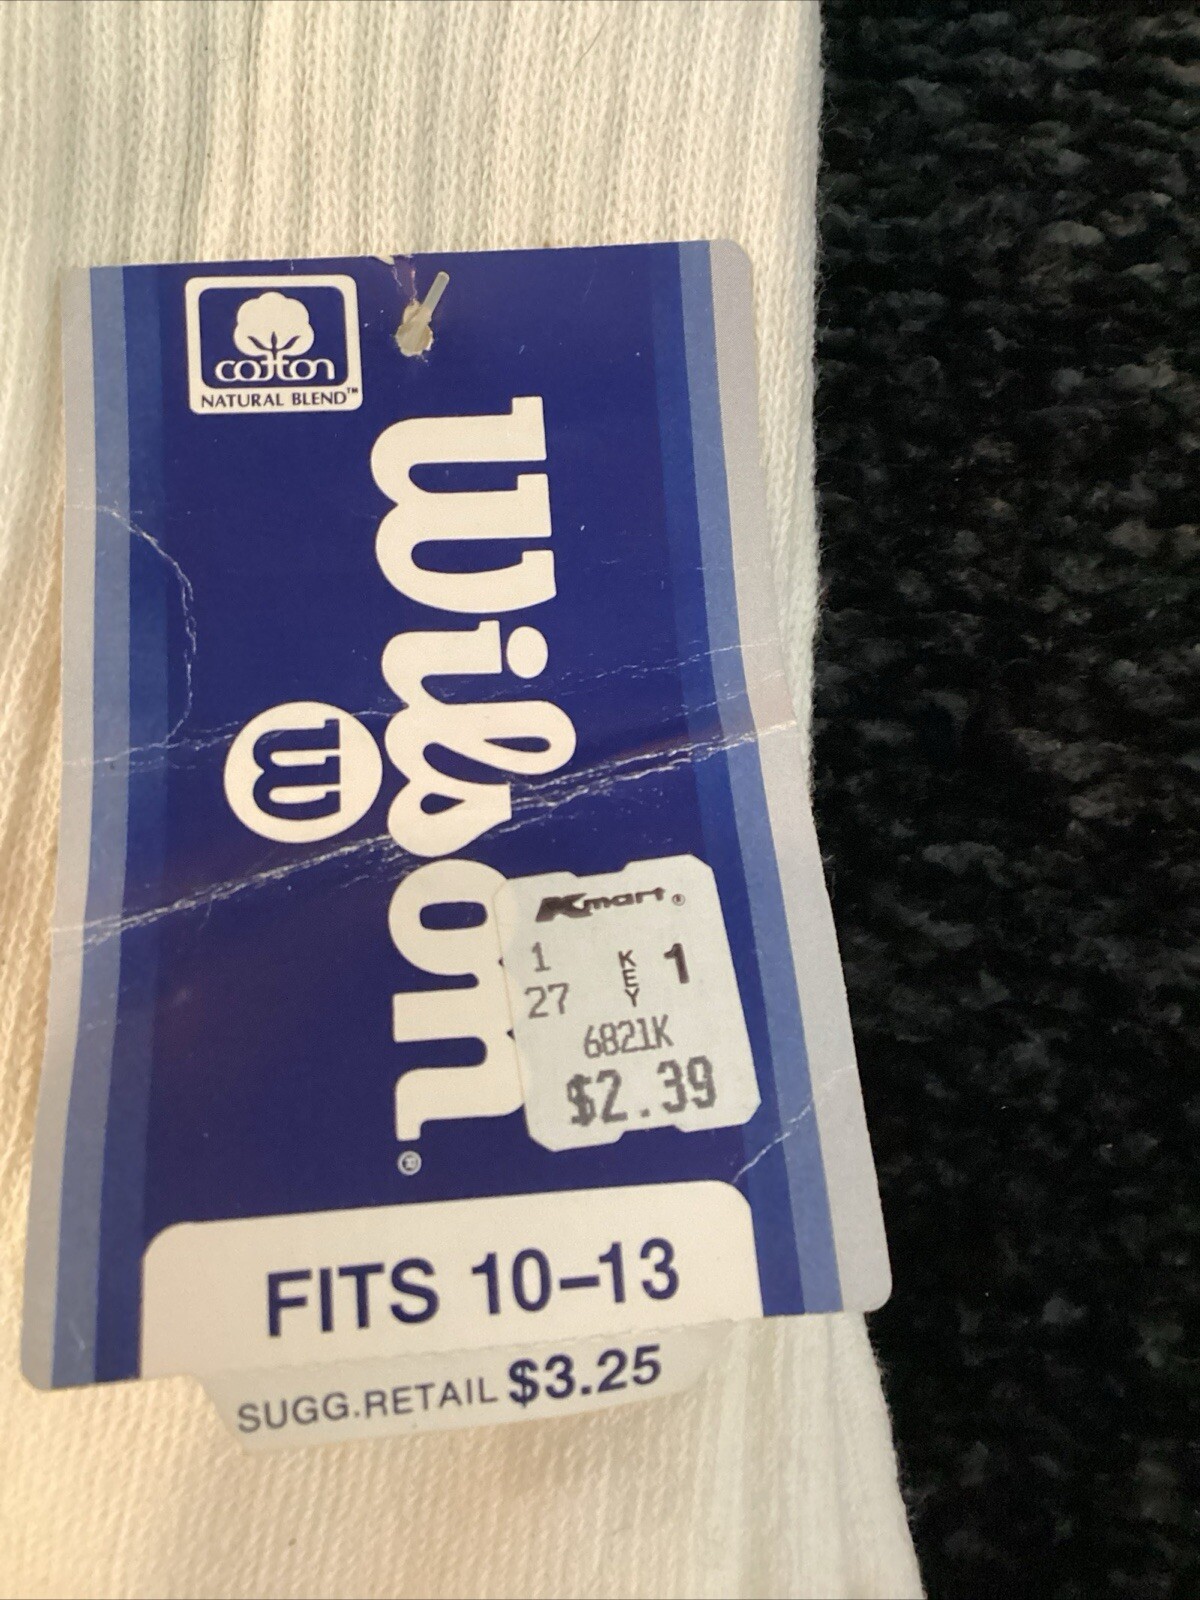 cotton
NATURAL BLEND™
Wilson®
W
Kmart®
1 KEY 1
27
6821K
$2.39
FITS 10-13
SUGG.RETAIL $3.25